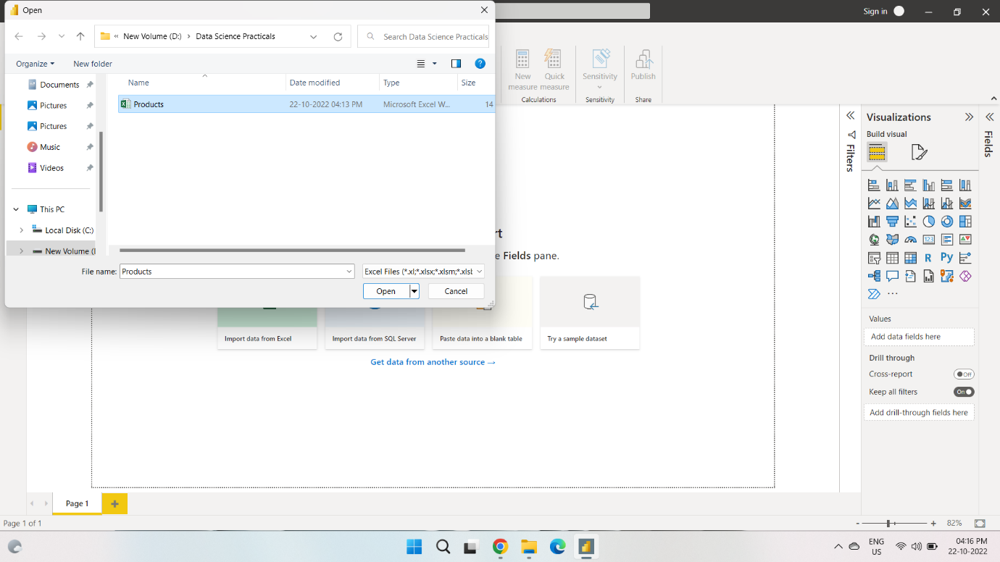 Open
Sign in
New Volume (D:) Data Science Practicals
Search Data Science Practicals
Organize
New folder
Name
Date modified
Type
Size
Documents
Pictures
Pictures
Music
Videos
This PC
Local Disk (C:)
New Volume (
Products
22-10-2022 04:13 PM
Microsoft Excel W...
14
File name:
Products
Excel Files (*.xl;*.xlsx;*.xlsm;*.xlsb
Open
Cancel
New measure
Quick measure
Calculations
Sensitivity
Sensitivity
Publish
Share
Filters
Visualizations
Build visual
Fields
123
R
Py
Values
Add data fields here
Drill through
Cross-report
Off
Keep all filters
On
Add drill-through fields here
rt
e Fields pane.
Import data from Excel
Import data from SQL Server
Paste data into a blank table
Try a sample dataset
Get data from another source →
Page 1
Page 1 of 1
82%
ENG
US
04:16 PM
22-10-2022